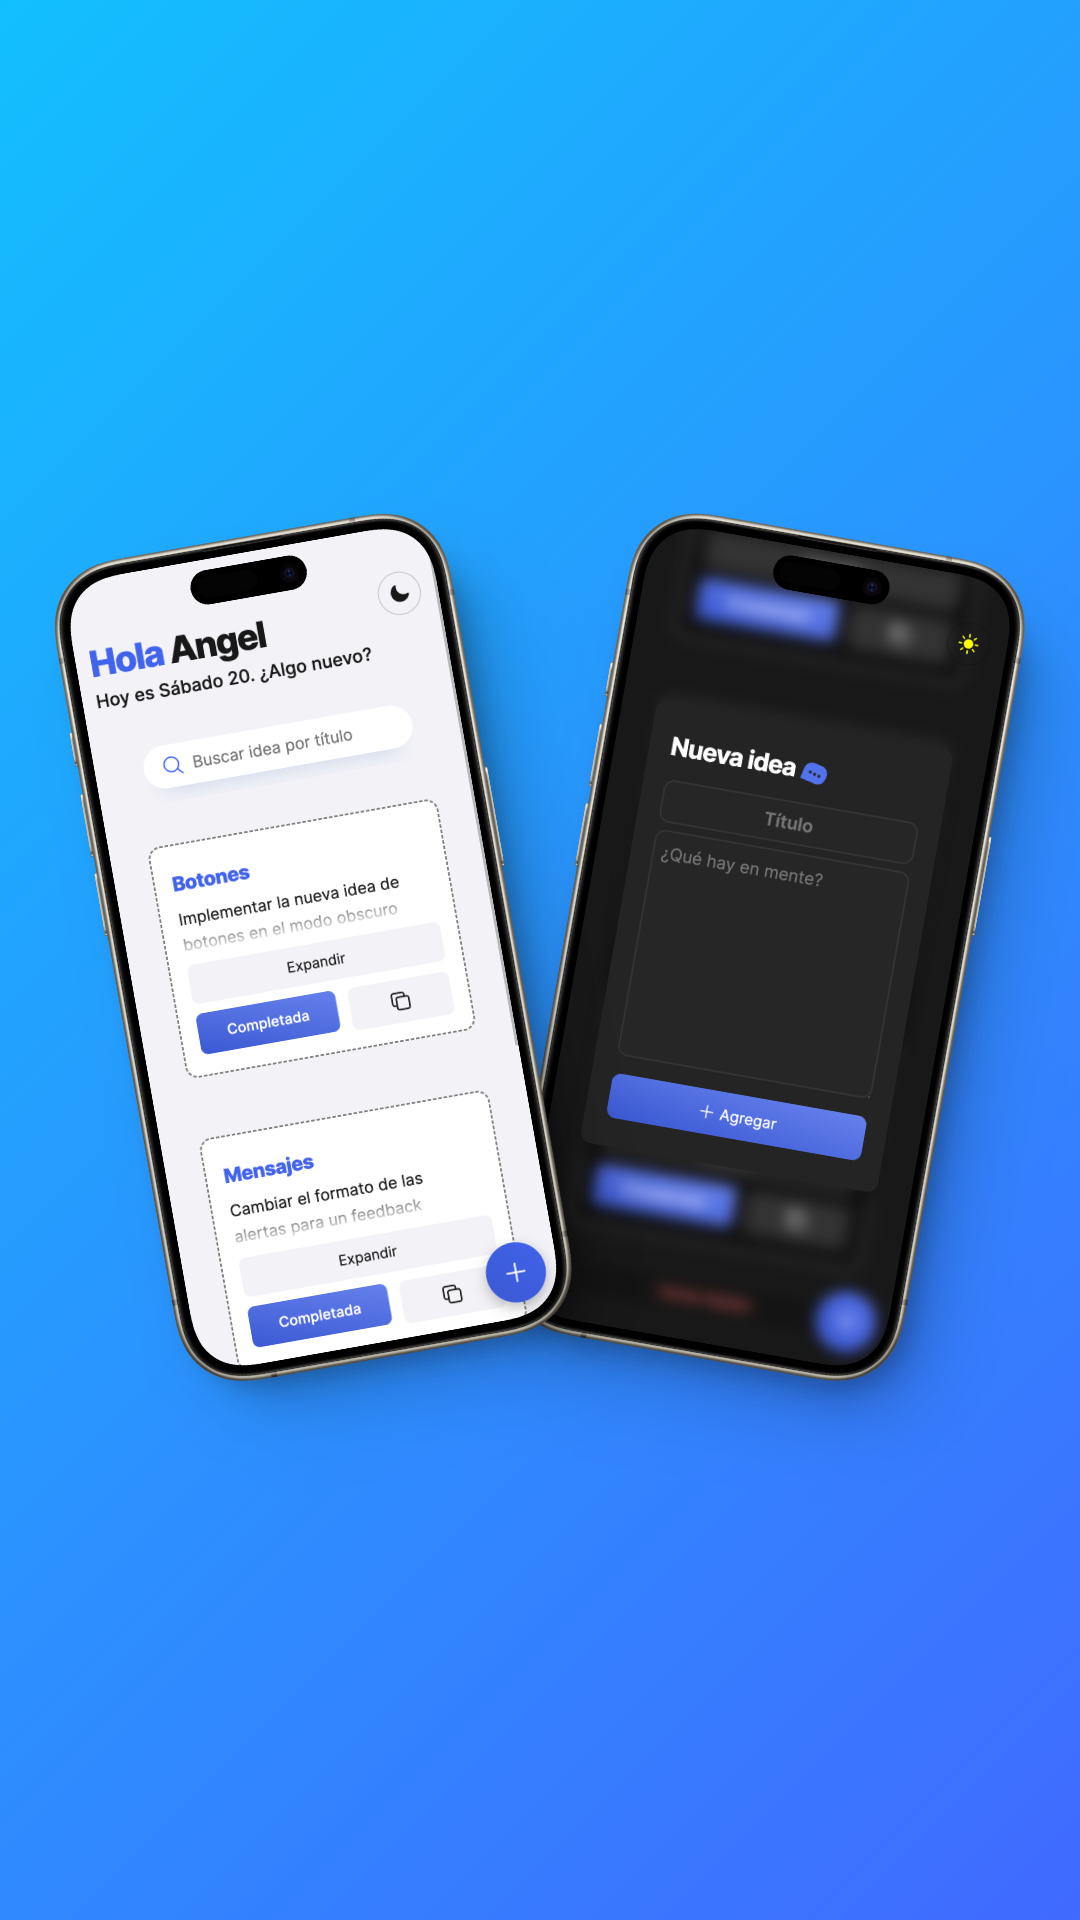 Hola Angel
Hoy es Sábado 20. ¿Algo nuevo?
Buscar idea por título
Botones
Implementar la nueva idea de
botones en el modo obscuro
Expandir
Completada
Mensajes
Cambiar el formato de las
alertas para un feedback
Expandir
Completada
Nueva idea
Título
¿Qué hay en mente?
Agregar